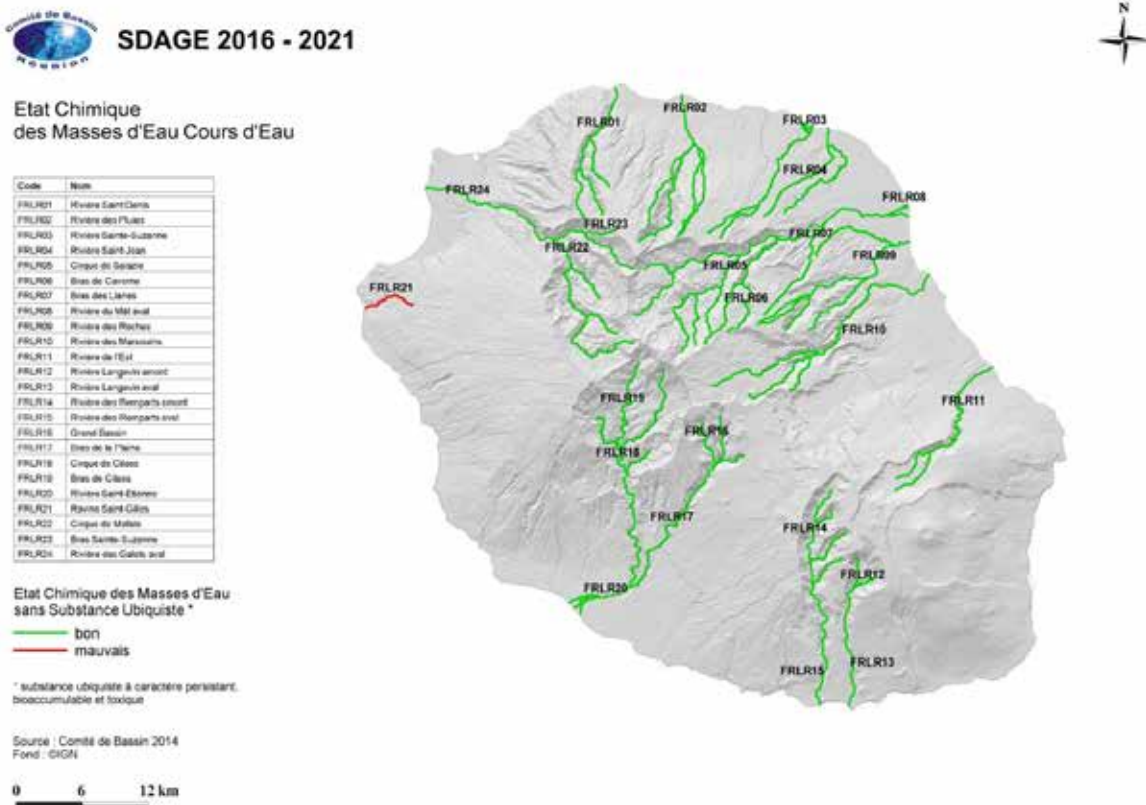 Comité de Bassin
Réunion
SDAGE 2016 - 2021
N
Etat Chimique
des Masses d'Eau Cours d'Eau
Code Nom
FRLR01 Rivière Saint-Denis
FRLR02 Rivière des Pluies
FRLR03 Rivière Sainte-Suzanne
FRLR04 Rivière Saint-Jean
FRLR05 Cirque de Salazie
FRLR06 Bras de Caverne
FRLR07 Bras des Lianes
FRLR08 Rivière du Mât aval
FRLR09 Rivière des Roches
FRLR10 Rivière des Marsouins
FRLR11 Rivière de l'Est
FRLR12 Rivière Langevin amont
FRLR13 Rivière Langevin aval
FRLR14 Rivière des Remparts amont
FRLR15 Rivière des Remparts aval
FRLR16 Grand Bassin
FRLR17 Bras de la Plaine
FRLR18 Cirque de Cilaos
FRLR19 Bras de Cilaos
FRLR20 Rivière Saint-Etienne
FRLR21 Ravine Saint-Gilles
FRLR22 Cirque de Mafate
FRLR23 Bras Sainte-Suzanne
FRLR24 Rivière des Galets aval
Etat Chimique des Masses d'Eau
sans Substance Ubiquiste *
bon
mauvais
* substance ubiquiste à caractère persistant,
bioaccumulable et toxique
Source : Comité de Bassin 2014
Fond : ©IGN
0 6 12 km
FRLR01
FRLR02
FRLR03
FRLR04
FRLR24
FRLR08
FRLR23
FRLR07
FRLR22
FRLR09
FRLR05
FRLR21
FRLR06
FRLR10
FRLR19
FRLR11
FRLR16
FRLR18
FRLR17
FRLR14
FRLR12
FRLR20
FRLR15
FRLR13